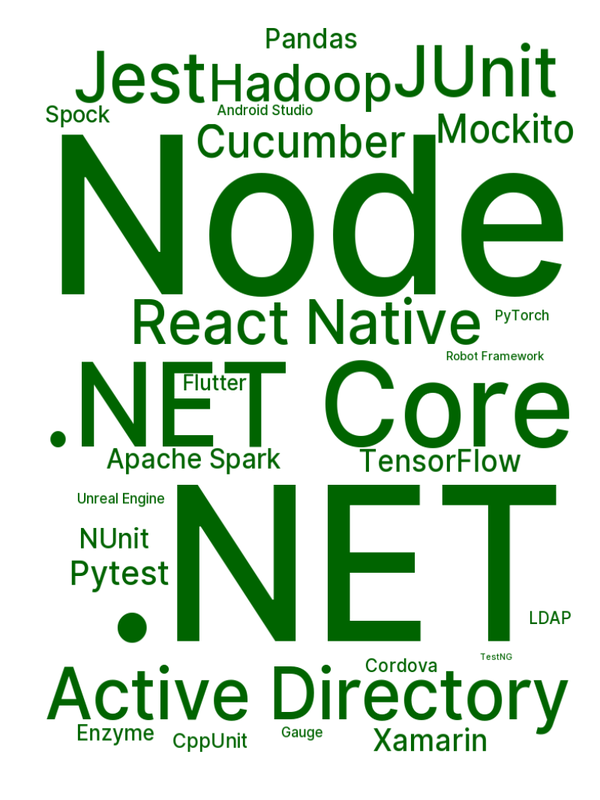 Pandas
Jest
Hadoop
JUnit
Spock
Android Studio
Cucumber
Mockito
Node
React Native
PyTorch
Robot Framework
.NET Core
Flutter
Apache Spark
TensorFlow
Unreal Engine
.NET
NUnit
Pytest
LDAP
TestNG
Cordova
Active Directory
Enzyme
CppUnit
Gauge
Xamarin